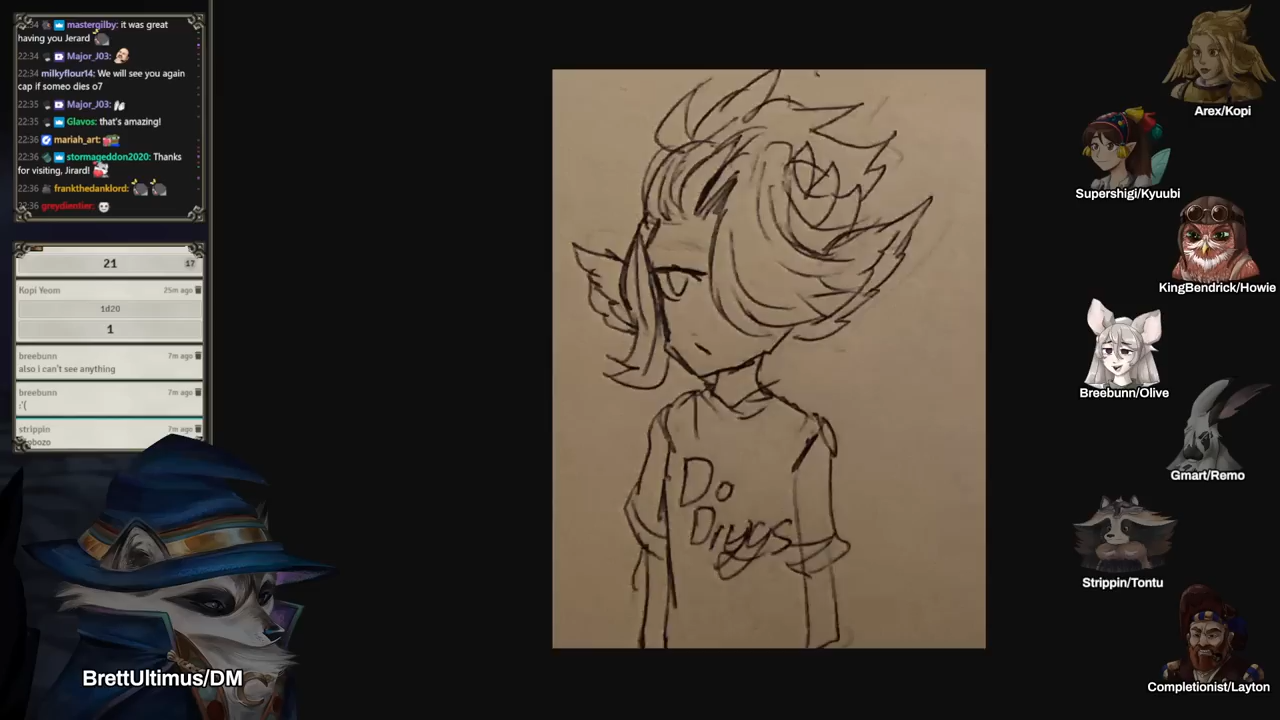 22:34 mastergilby: it was great
having you Jerard
22:34 Major_J03:
22:34 milkyflour14: We will see you again
cap if someo dies o7
22:35 Major_J03:
22:35 Glavos: that's amazing!
22:36 mariah_art:
22:36 stormageddon2020: Thanks
for visiting, Jirard!
22:36 frankthedanklord:
22:36 greydientier:
21
17
Kopi Yeom 25m ago
1d20
1
breebunn 7m ago
also i can't see anything
breebunn 7m ago
:'(
strippin 7m ago
BrettUltimus/DM
Do
Drugs
Arex/Kopi
Supershigi/Kyuubi
KingBendrick/Howie
Breebunn/Olive
Gmart/Remo
Strippin/Tontu
Completionist/Layton